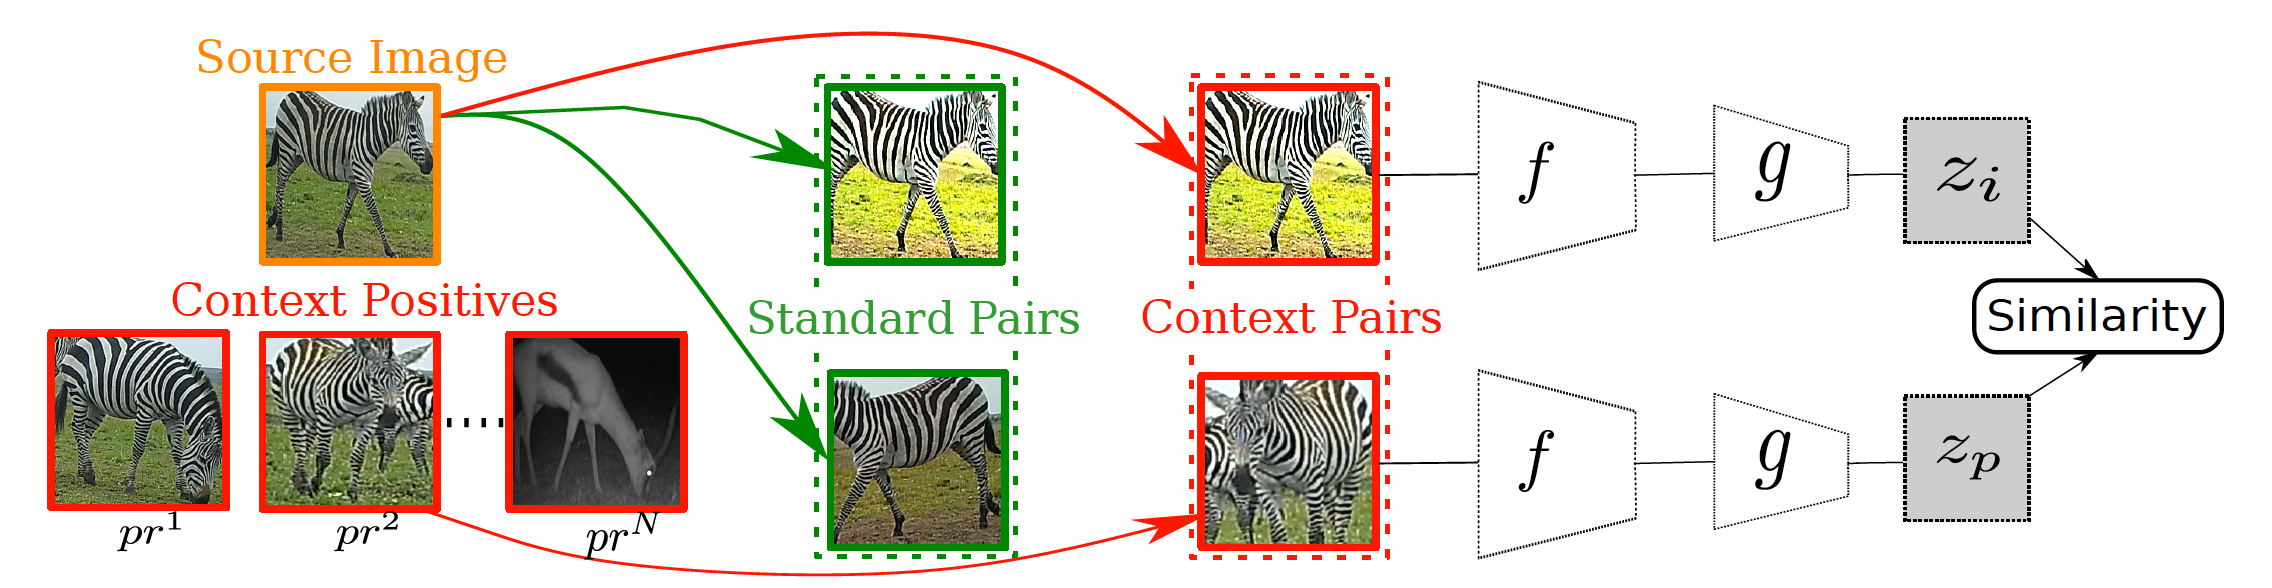 Source Image
Context Positives
pr^1
pr^2
pr^N
Standard Pairs
Context Pairs
f
g
z_i
f
g
z_p
Similarity